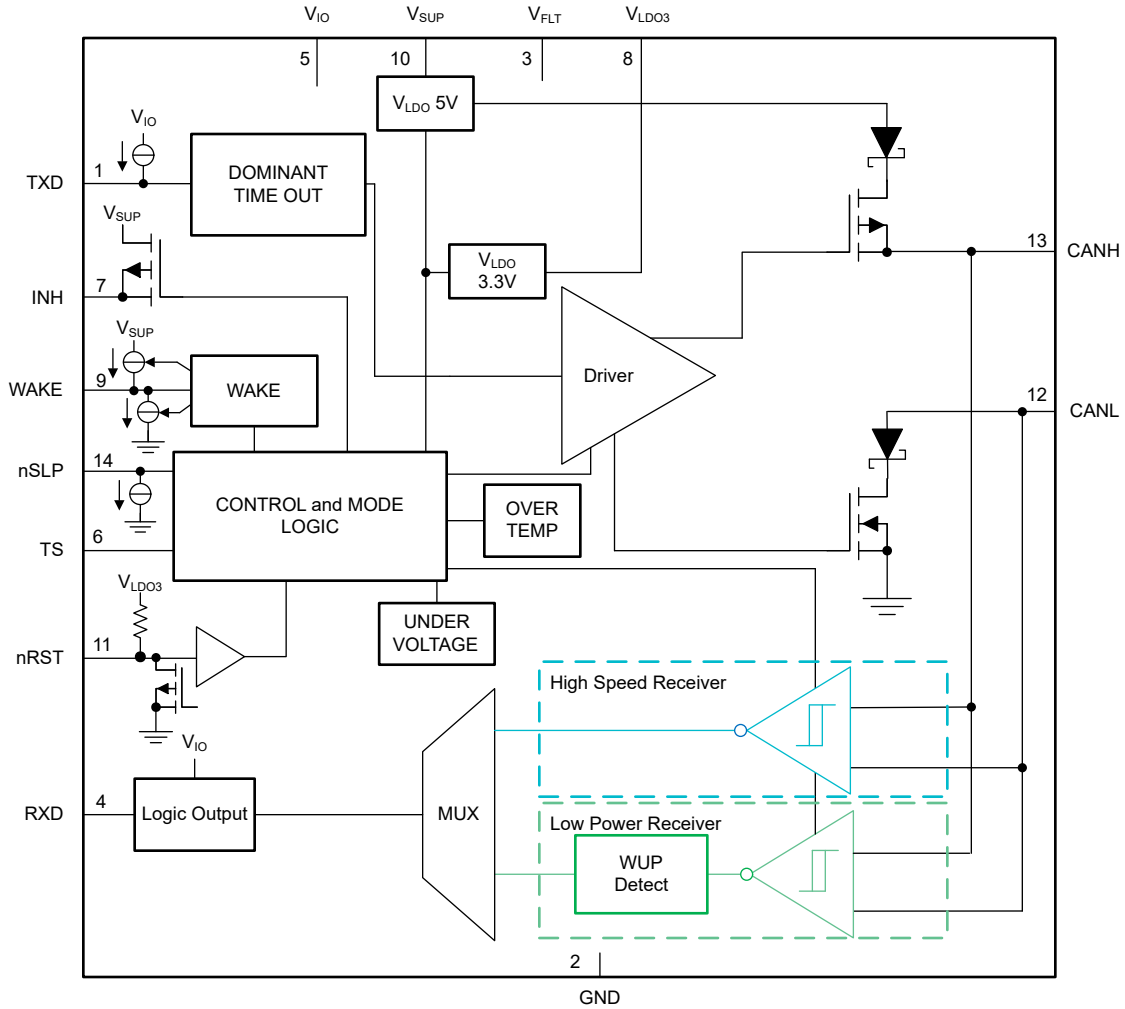 VIO
VSUP
VFLT
VLDO3
5
10
3
8
VLDO 5V
VIO
1
TXD
DOMINANT
TIME OUT
VSUP
7
INH
VLDO
3.3V
13
CANH
VSUP
9
WAKE
WAKE
Driver
12
CANL
14
nSLP
CONTROL and MODE
LOGIC
OVER
TEMP
6
TS
VLDO3
UNDER
VOLTAGE
11
nRST
High Speed Receiver
VIO
4
RXD
Logic Output
MUX
Low Power Receiver
WUP
Detect
2
GND